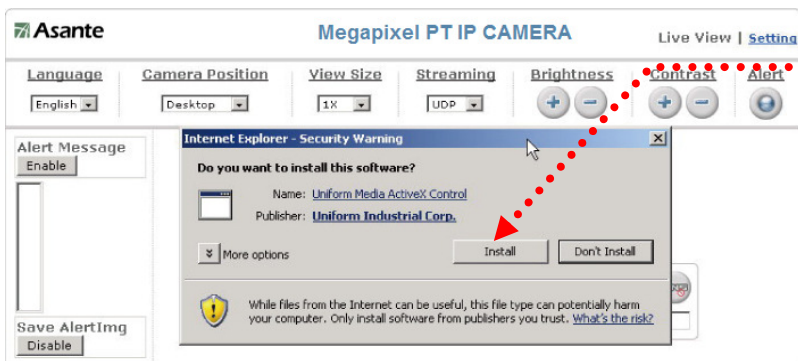 Asante
Megapixel PT IP CAMERA
Live View | Setting
Language Camera Position View Size Streaming Brightness Contrast Alert
English Desktop 1X UDP + − + −
Alert Message
Enable
Internet Explorer - Security Warning
Do you want to install this software?
Name: Uniform Media ActiveX Control
Publisher: Uniform Industrial Corp.
More options
Install Don't Install
While files from the Internet can be useful, this file type can potentially harm
your computer. Only install software from publishers you trust. What's the risk?
Save AlertImg
Disable